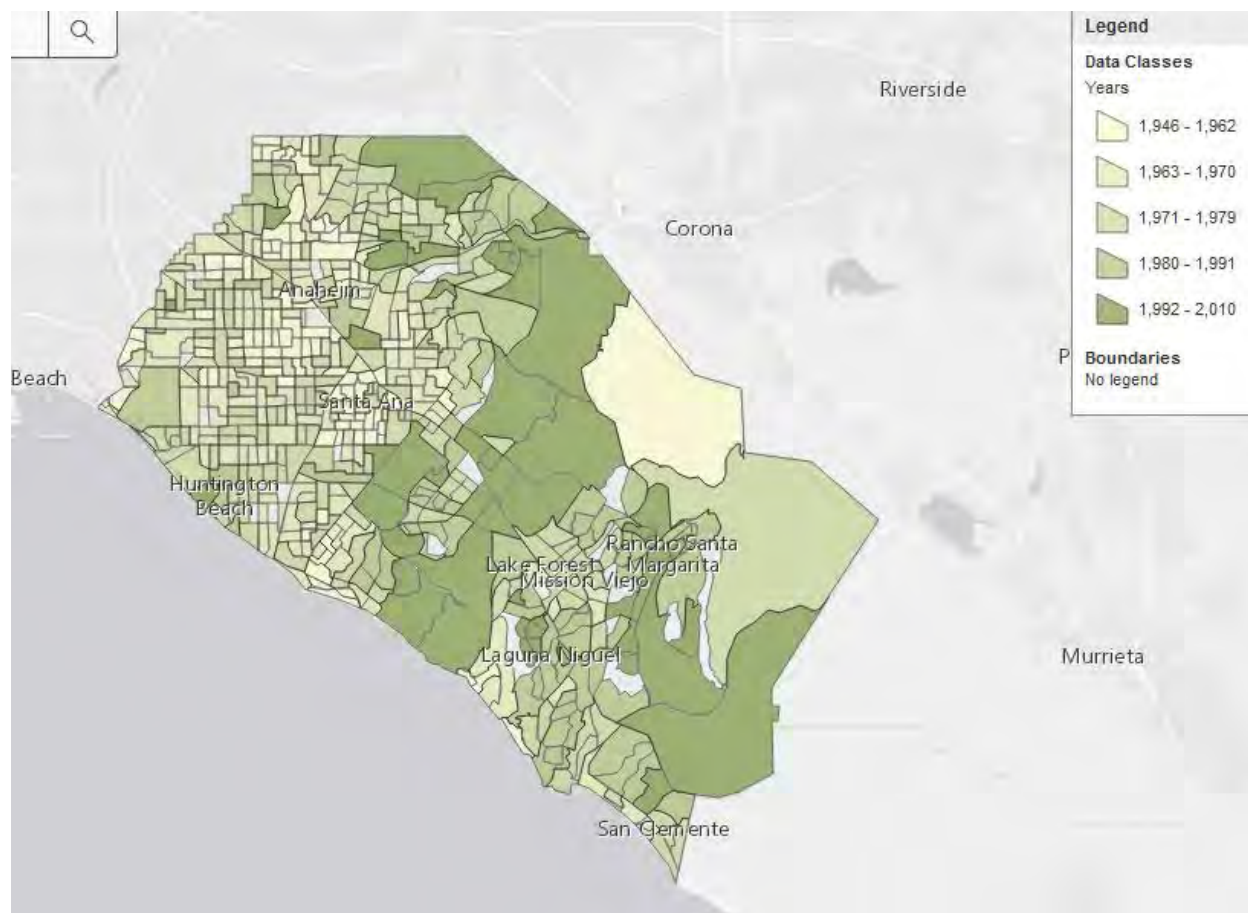 Legend
Data Classes
Years
1,946 - 1,962
1,963 - 1,970
1,971 - 1,979
1,980 - 1,991
1,992 - 2,010
Boundaries
No legend
Riverside
Corona
Anaheim
P
Beach
Santa Ana
Huntington
Beach
Rancho Santa
Margarita
Lake Forest
Mission Viejo
Laguna Niguel
Murrieta
San Clemente